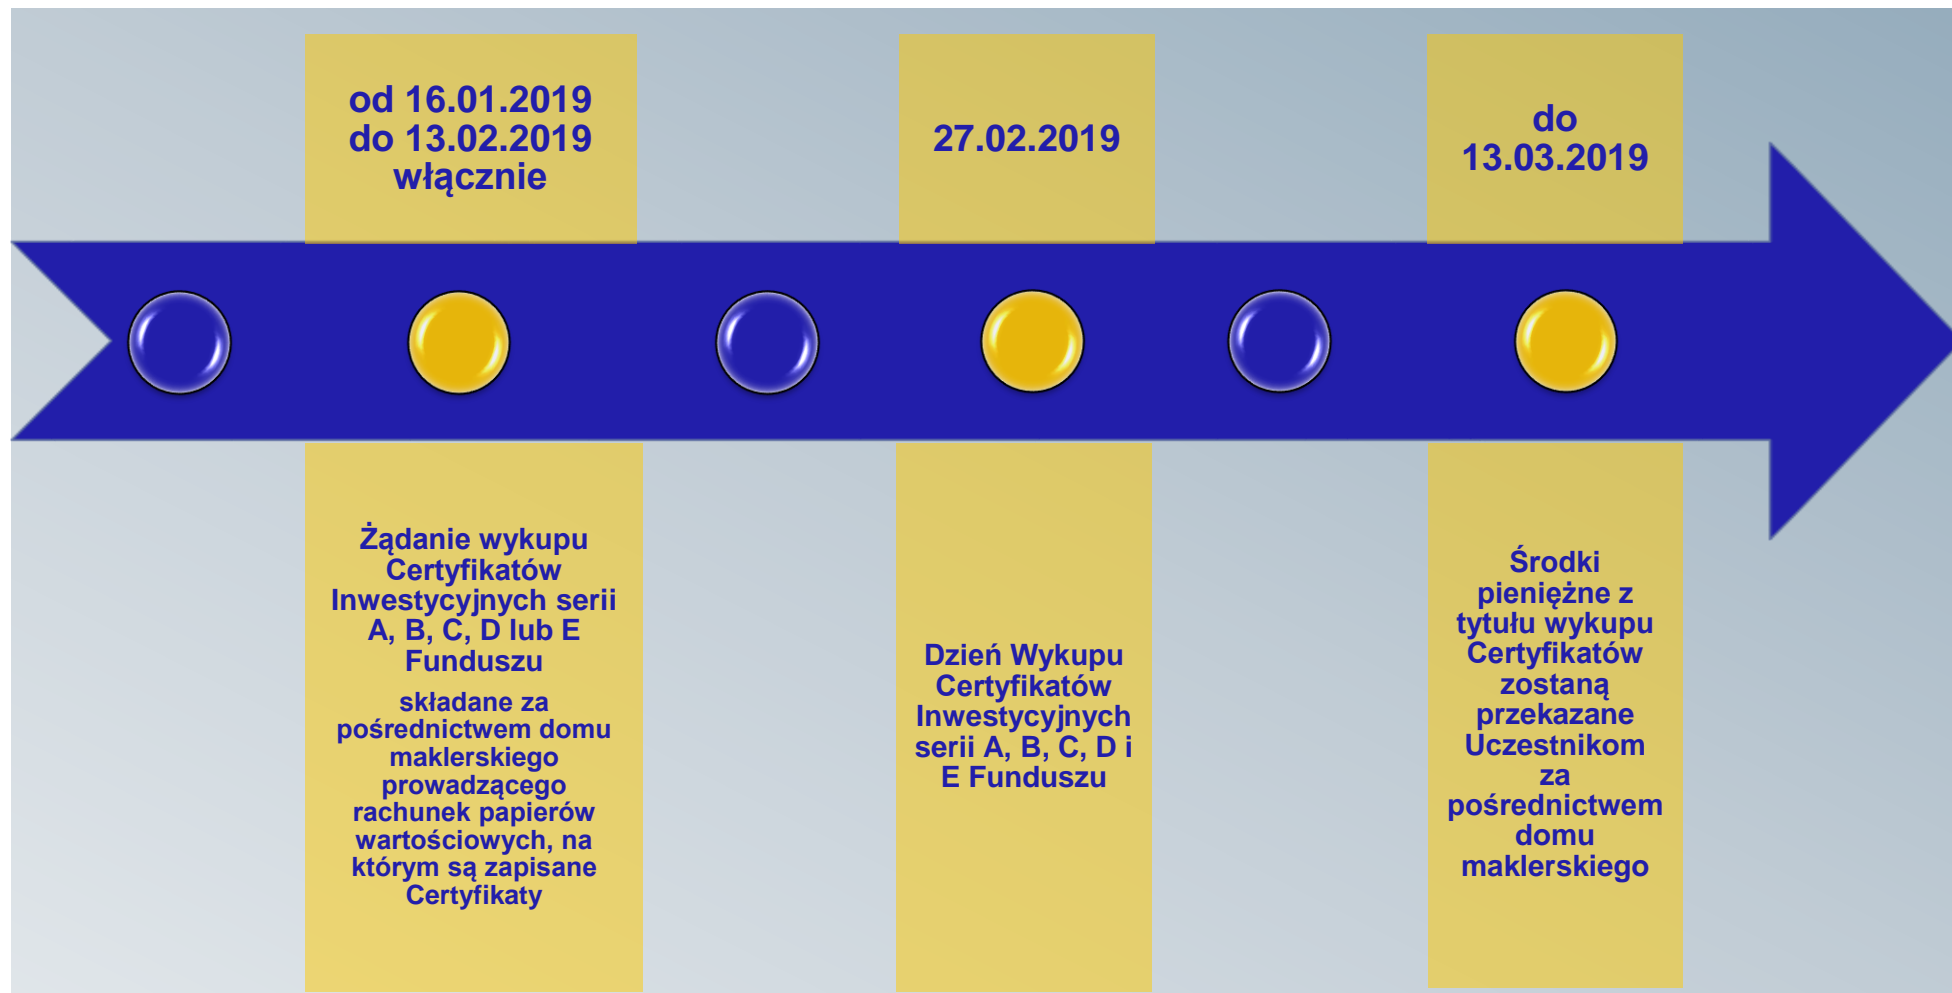 od 16.01.2019
do 13.02.2019
włącznie
27.02.2019
do
13.03.2019
Żądanie wykupu
Certyfikatów
Inwestycyjnych serii
A, B, C, D lub E
Funduszu
składane za
pośrednictwem domu
maklerskiego
prowadzącego
rachunek papierów
wartościowych, na
którym są zapisane
Certyfikaty
Dzień Wykupu
Certyfikatów
Inwestycyjnych
serii A, B, C, D i
E Funduszu
Środki
pieniężne z
tytułu wykupu
Certyfikatów
zostaną
przekazane
Uczestnikom
za
pośrednictwem
domu
maklerskiego